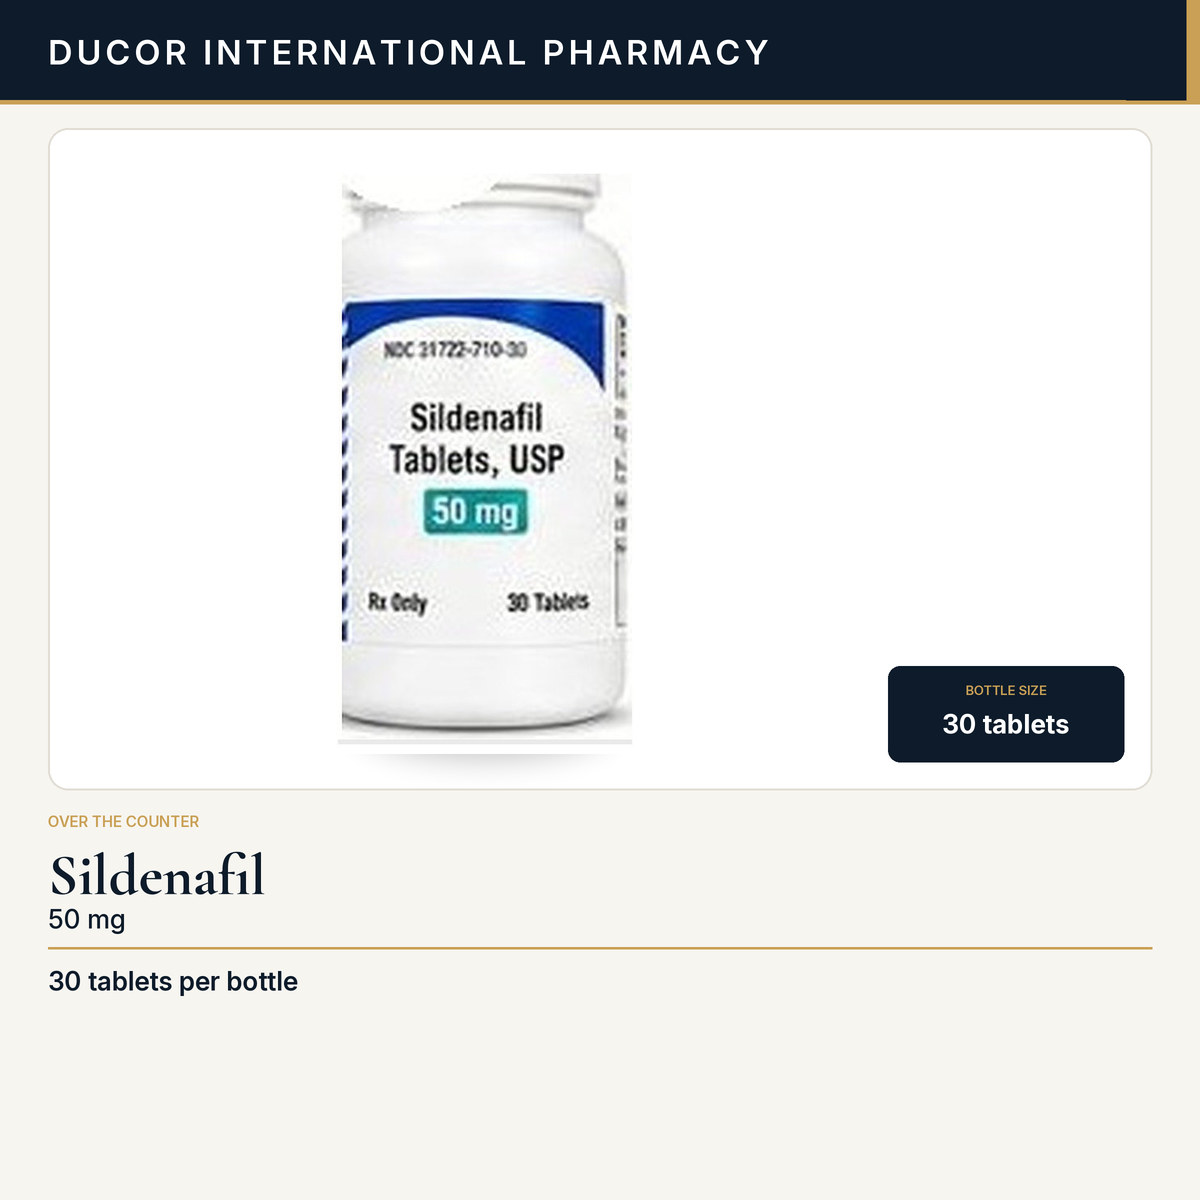 DUCOR INTERNATIONAL PHARMACY
NDC 31722-710-30
Sildenafil
Tablets, USP
50 mg
Rx Only
30 Tablets
BOTTLE SIZE
30 tablets
OVER THE COUNTER
Sildenafil
50 mg
30 tablets per bottle